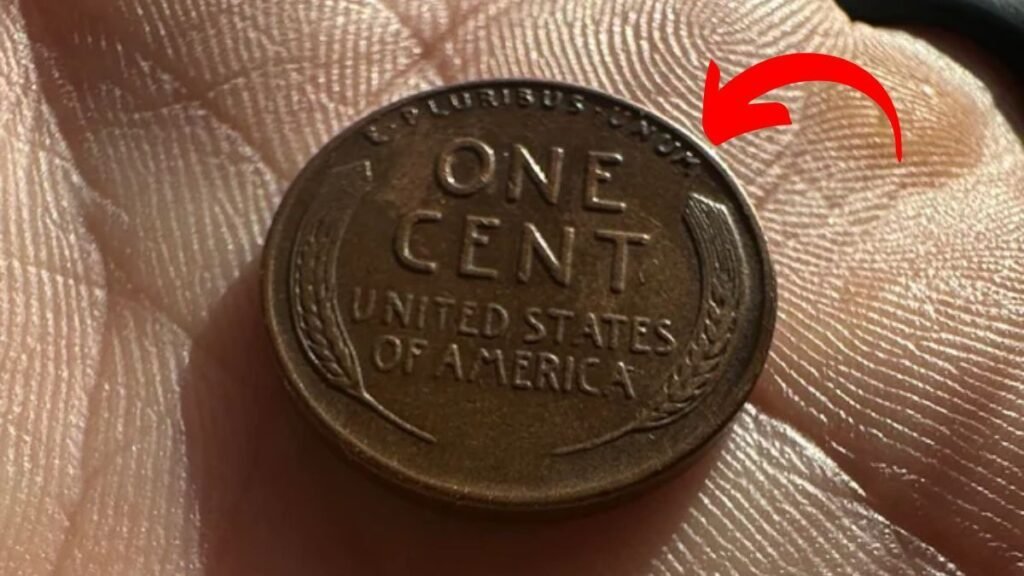 E·PLURIBUS·UNUM
ONE
CENT
UNITED STATES
OF AMERICA